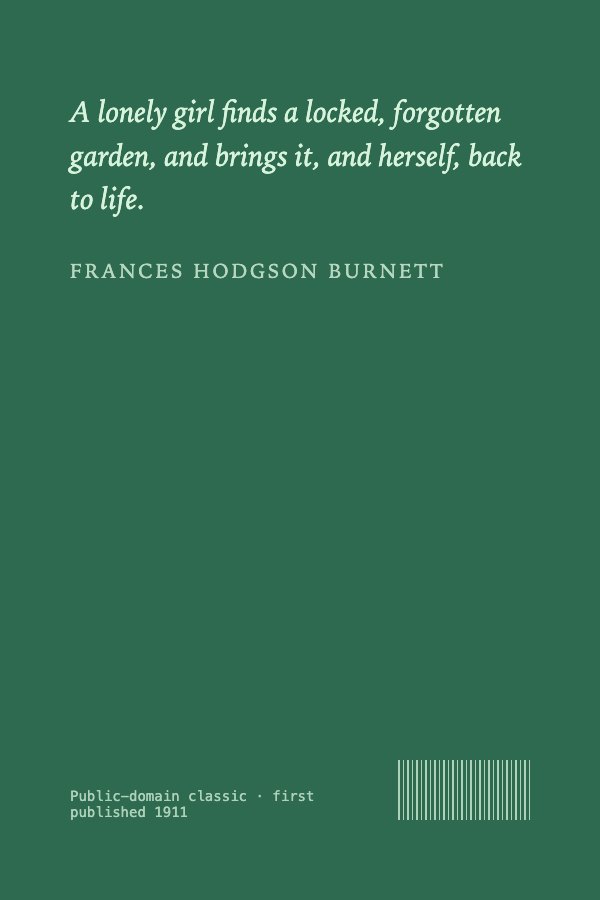 A lonely girl finds a locked, forgotten
garden, and brings it, and herself, back
to life.
FRANCES HODGSON BURNETT
Public-domain classic · first
published 1911